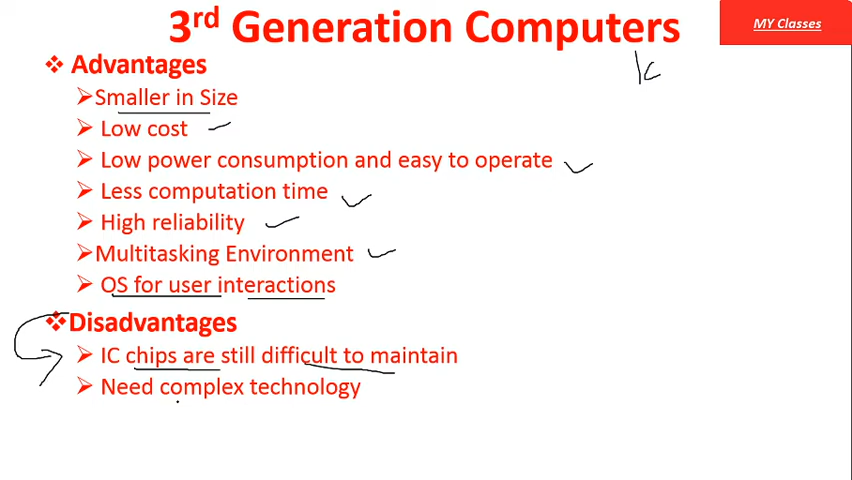 3rd Generation Computers
MY Classes
❖ Advantages
➢Smaller in Size
➢ Low cost
➢ Low power consumption and easy to operate
➢ Less computation time
➢ High reliability
➢Multitasking Environment
➢ OS for user interactions
❖Disadvantages
➢ IC chips are still difficult to maintain
➢ Need complex technology